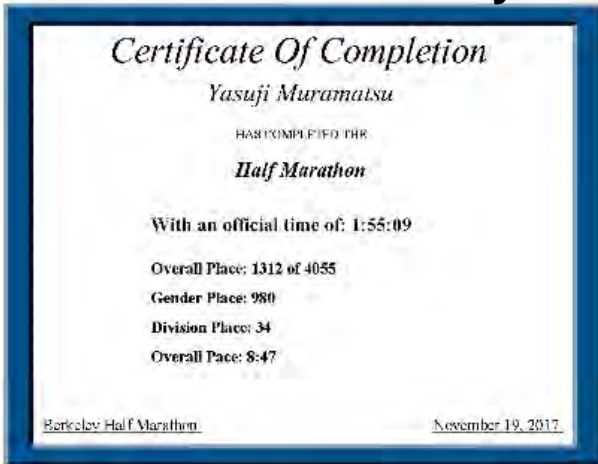 Certificate Of Completion
Yasuji Muramatsu
HAS COMPLETED THE
Half Marathon
With an official time of: 1:55:09
Overall Place: 1312 of 4055
Gender Place: 980
Division Place: 34
Overall Pace: 8:47
Berkeley Half Marathon
November 19, 2017